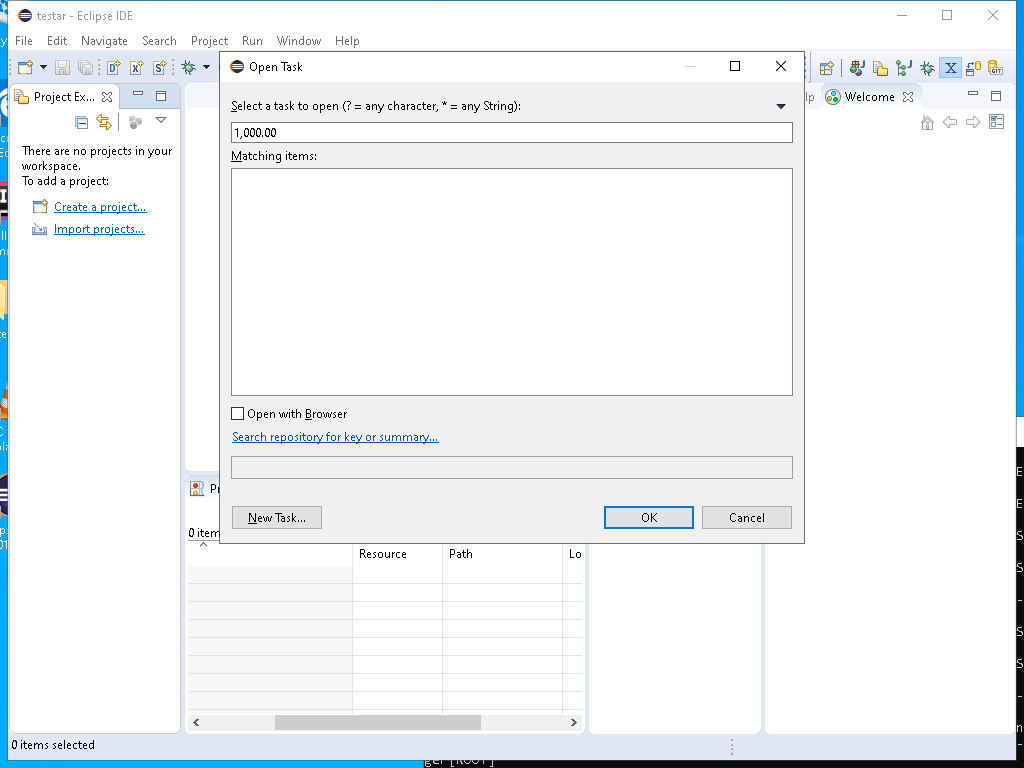 testar - Eclipse IDE
File Edit Navigate Search Project Run Window Help
Open Task
Project Ex...
Welcome
Select a task to open (? = any character, * = any String):
1,000.00
Matching items:
There are no projects in your
workspace.
To add a project:
Create a project...
Import projects...
Open with Browser
Search repository for key or summary...
New Task...
OK
Cancel
Pr
0 item
Resource
Path
Lo
0 items selected
ger [ROOT]